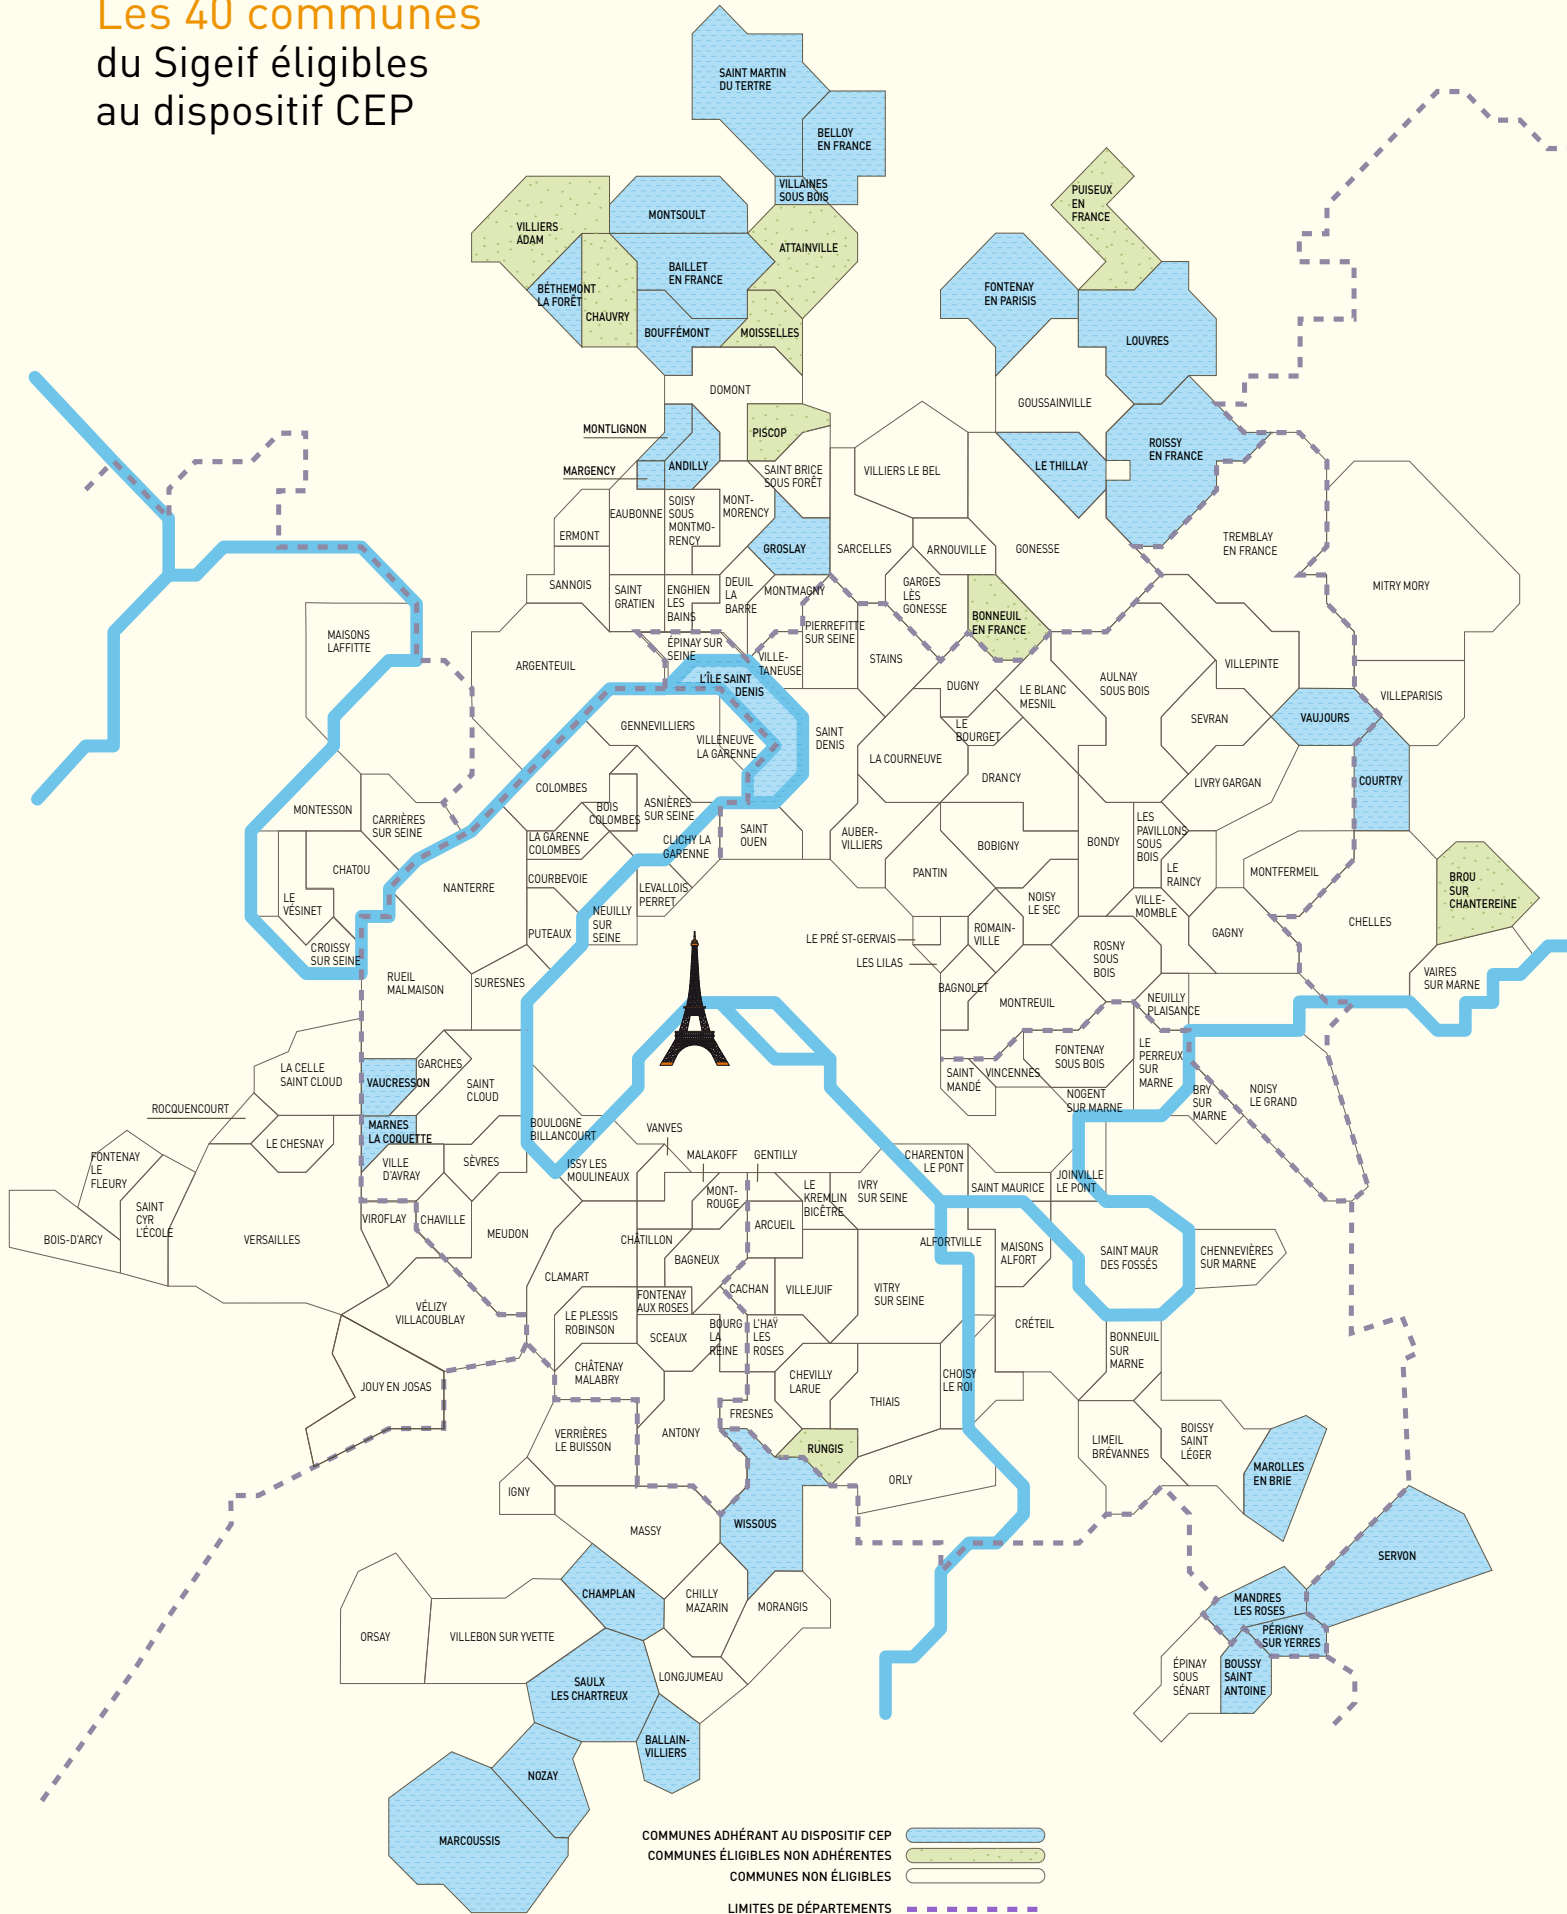 Les 40 communes
du Sigeif éligibles
au dispositif CEP
SAINT MARTIN
DU TERTRE
BELLOY
EN FRANCE
VILLAINES
SOUS BOIS
MONTSOULT
VILLIERS
ADAM
ATTAINVILLE
BAILLET
EN FRANCE
BÉTHEMONT
LA FORÊT
CHAUVRY
BOUFFÉMONT
MOISSELLES
PUISEUX
EN
FRANCE
FONTENAY
EN PARISIS
LOUVRES
DOMONT
GOUSSAINVILLE
MONTLIGNON
PISCOP
ROISSY
EN FRANCE
MARGENCY
ANDILLY
SAINT BRICE
SOUS FORÊT
VILLIERS LE BEL
LE THILLAY
EAUBONNE
SOISY
SOUS
MONTMO-
RENCY
MONT-
MORENCY
ERMONT
GROSLAY
SARCELLES
ARNOUVILLE
GONESSE
TREMBLAY
EN FRANCE
MITRY MORY
SANNOIS
SAINT
GRATIEN
ENGHIEN
LES
BAINS
DEUIL
LA
BARRE
MONTMAGNY
GARGES
LÈS
GONESSE
BONNEUIL
EN FRANCE
MAISONS
LAFFITTE
ARGENTEUIL
ÉPINAY SUR
SEINE
VILLE-
TANEUSE
PIERREFITTE
SUR SEINE
STAINS
L'ÎLE SAINT
DENIS
DUGNY
LE BLANC
MESNIL
AULNAY
SOUS BOIS
VILLEPINTE
VILLEPARISIS
GENNEVILLIERS
VILLENEUVE
LA GARENNE
SAINT
DENIS
LE
BOURGET
SEVRAN
VAUJOURS
LA COURNEUVE
DRANCY
LIVRY GARGAN
COURTRY
COLOMBES
BOIS
COLOMBES
ASNIÈRES
SUR SEINE
MONTESSON
CARRIÈRES
SUR SEINE
LA GARENNE
COLOMBES
CLICHY LA
GARENNE
SAINT
OUEN
AUBER-
VILLIERS
BOBIGNY
BONDY
LES
PAVILLONS
SOUS
BOIS
CHATOU
NANTERRE
COURBEVOIE
LEVALLOIS
PERRET
PANTIN
LE
RAINCY
MONTFERMEIL
BROU
SUR
CHANTEREINE
LE
VÉSINET
NOISY
LE SEC
VILLE-
MOMBLE
CHELLES
PUTEAUX
NEUILLY
SUR
SEINE
LE PRÉ ST-GERVAIS
ROMAIN-
VILLE
GAGNY
CROISSY
SUR SEINE
LES LILAS
ROSNY
SOUS
BOIS
RUEIL
MALMAISON
SURESNES
BAGNOLET
MONTREUIL
NEUILLY
PLAISANCE
VAIRES
SUR MARNE
LA CELLE
SAINT CLOUD
GARCHES
VAUCRESSON
SAINT
CLOUD
SAINT
MANDÉ
VINCENNES
FONTENAY
SOUS BOIS
LE
PERREUX
SUR
MARNE
NOGENT
SUR MARNE
BRY
SUR
MARNE
NOISY
LE GRAND
ROCQUENCOURT
MARNES
LA COQUETTE
BOULOGNE
BILLANCOURT
LE CHESNAY
VANVES
MALAKOFF
GENTILLY
CHARENTON
LE PONT
FONTENAY
LE
FLEURY
VILLE
D'AVRAY
SÈVRES
ISSY LES
MOULINEAUX
MONT-
ROUGE
LE
KREMLIN
BICÊTRE
IVRY
SUR SEINE
SAINT MAURICE
JOINVILLE
LE PONT
SAINT
CYR
L'ÉCOLE
BOIS-D'ARCY
VERSAILLES
VIROFLAY
CHAVILLE
MEUDON
CHÂTILLON
BAGNEUX
ARCUEIL
ALFORTVILLE
MAISONS
ALFORT
SAINT MAUR
DES FOSSÉS
CHENNEVIÈRES
SUR MARNE
CLAMART
FONTENAY
AUX ROSES
CACHAN
VILLEJUIF
VITRY
SUR SEINE
VÉLIZY
VILLACOUBLAY
LE PLESSIS
ROBINSON
SCEAUX
BOURG
LA
REINE
L'HAŸ
LES
ROSES
CRÉTEIL
BONNEUIL
SUR
MARNE
JOUY EN JOSAS
CHÂTENAY
MALABRY
CHEVILLY
LARUE
THIAIS
CHOISY
LE ROI
FRESNES
VERRIÈRES
LE BUISSON
ANTONY
RUNGIS
LIMEIL
BRÉVANNES
BOISSY
SAINT
LÉGER
MAROLLES
EN BRIE
ORLY
IGNY
MASSY
WISSOUS
SERVON
CHAMPLAN
CHILLY
MAZARIN
MORANGIS
MANDRES
LES ROSES
ORSAY
VILLEBON SUR YVETTE
PÉRIGNY
SUR YERRES
LONGJUMEAU
ÉPINAY
SOUS
SÉNART
BOUSSY
SAINT
ANTOINE
SAULX
LES CHARTREUX
BALLAIN-
VILLIERS
NOZAY
MARCOUSSIS
COMMUNES ADHÉRANT AU DISPOSITIF CEP
COMMUNES ÉLIGIBLES NON ADHÉRENTES
COMMUNES NON ÉLIGIBLES
LIMITES DE DÉPARTEMENTS